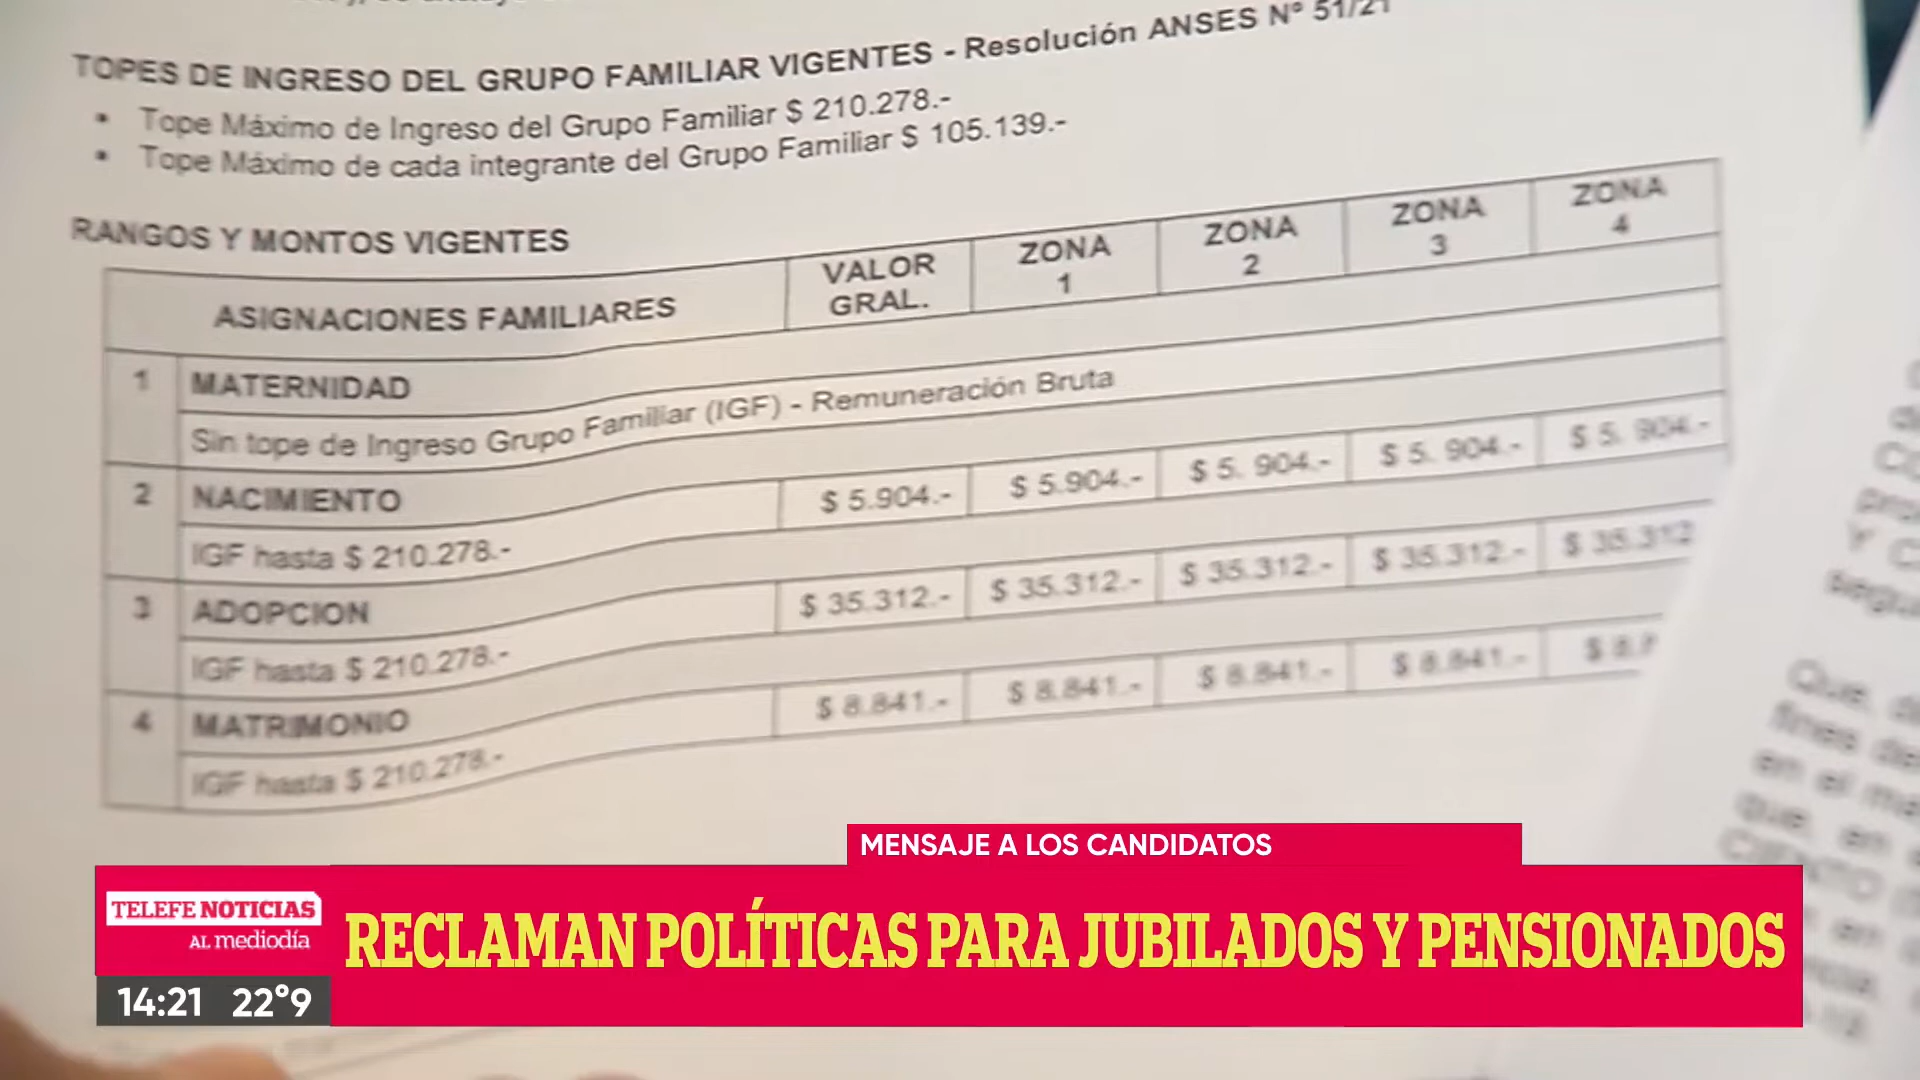 TOPES DE INGRESO DEL GRUPO FAMILIAR VIGENTES - Resolución ANSES Nº 51/21
• Tope Máximo de Ingreso del Grupo Familiar $ 210.278.-
• Tope Máximo de cada integrante del Grupo Familiar $ 105.139.-
RANGOS Y MONTOS VIGENTES
ASIGNACIONES FAMILIARES VALOR GRAL. ZONA 1 ZONA 2 ZONA 3 ZONA 4
1 MATERNIDAD
Sin tope de Ingreso Grupo Familiar (IGF) - Remuneración Bruta
2 NACIMIENTO
IGF hasta $ 210.278.- $ 5.904.- $ 5.904.- $ 5. 904.- $ 5. 904.- $ 5. 904.-
3 ADOPCION
IGF hasta $ 210.278.- $ 35.312.- $ 35.312.- $ 35.312.- $ 35.312.- $ 35.312
4 MATRIMONIO
IGF hasta $ 210.278.- $ 8.841.- $ 8.841.- $ 8.841.- $ 8.841.-
Que,
fines
en el
que, en
MENSAJE A LOS CANDIDATOS
TELEFE NOTICIAS
AL mediodía
RECLAMAN POLÍTICAS PARA JUBILADOS Y PENSIONADOS
14:21 22°9